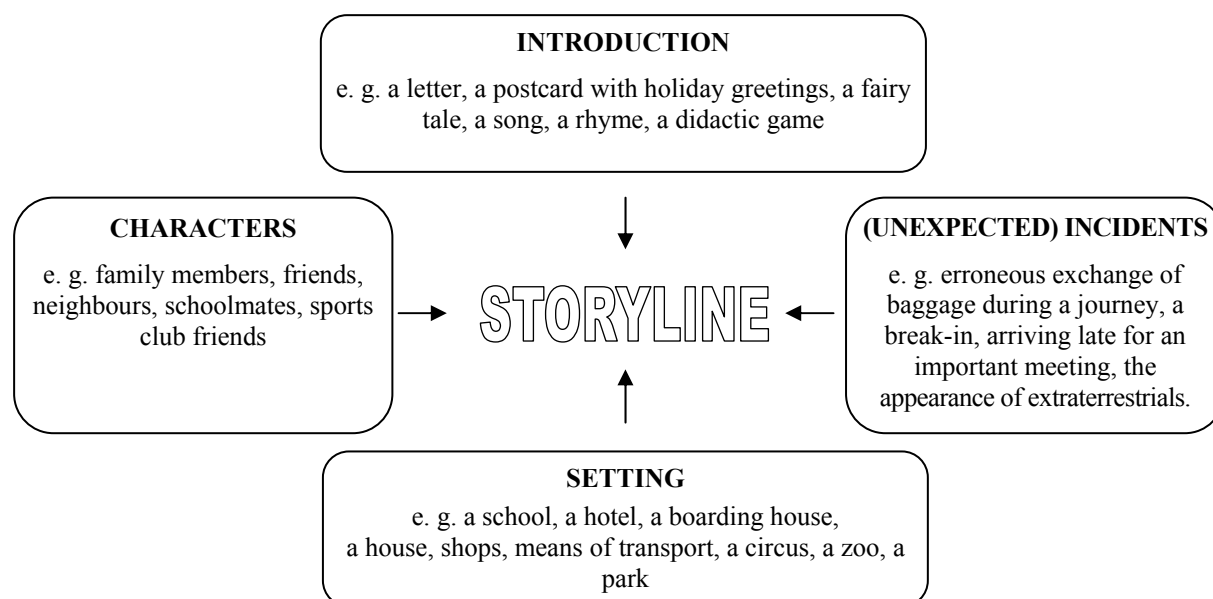 INTRODUCTION
e. g. a letter, a postcard with holiday greetings, a fairy
tale, a song, a rhyme, a didactic game
CHARACTERS
e. g. family members, friends,
neighbours, schoolmates, sports
club friends
STORYLINE
(UNEXPECTED) INCIDENTS
e. g. erroneous exchange of
baggage during a journey, a
break-in, arriving late for an
important meeting, the
appearance of extraterrestrials.
SETTING
e. g. a school, a hotel, a boarding house,
a house, shops, means of transport, a circus, a zoo, a
park